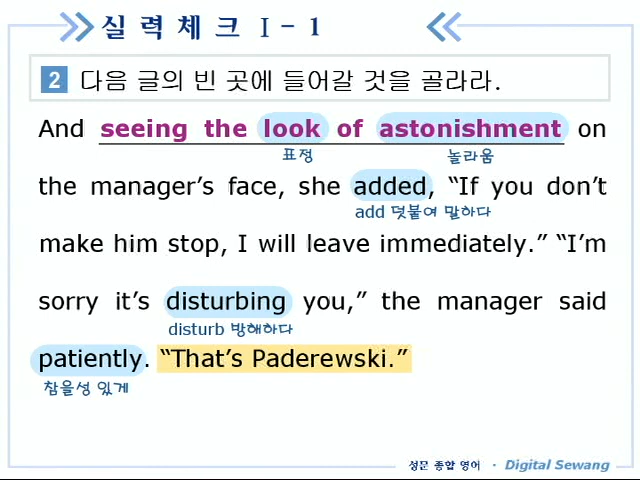 실력체크 I - 1
2 다음 글의 빈 곳에 들어갈 것을 골라라.
And seeing the look of astonishment on
표정 놀라움
the manager’s face, she added, “If you don’t
add 덧붙여 말하다
make him stop, I will leave immediately.” “I’m
sorry it’s disturbing you,” the manager said
disturb 방해하다
patiently. “That’s Paderewski.”
참을성 있게
성문 종합 영어 · Digital Sewang